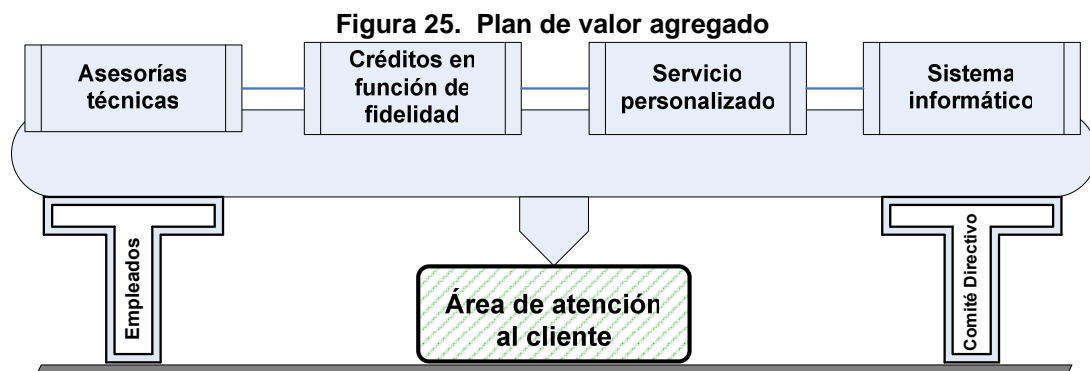 Figura 25.  Plan de valor agregado
Asesorías
técnicas
Créditos en
función de
fidelidad
Servicio
personalizado
Sistema
informático
Empleados
Área de atención
al cliente
Comité Directivo